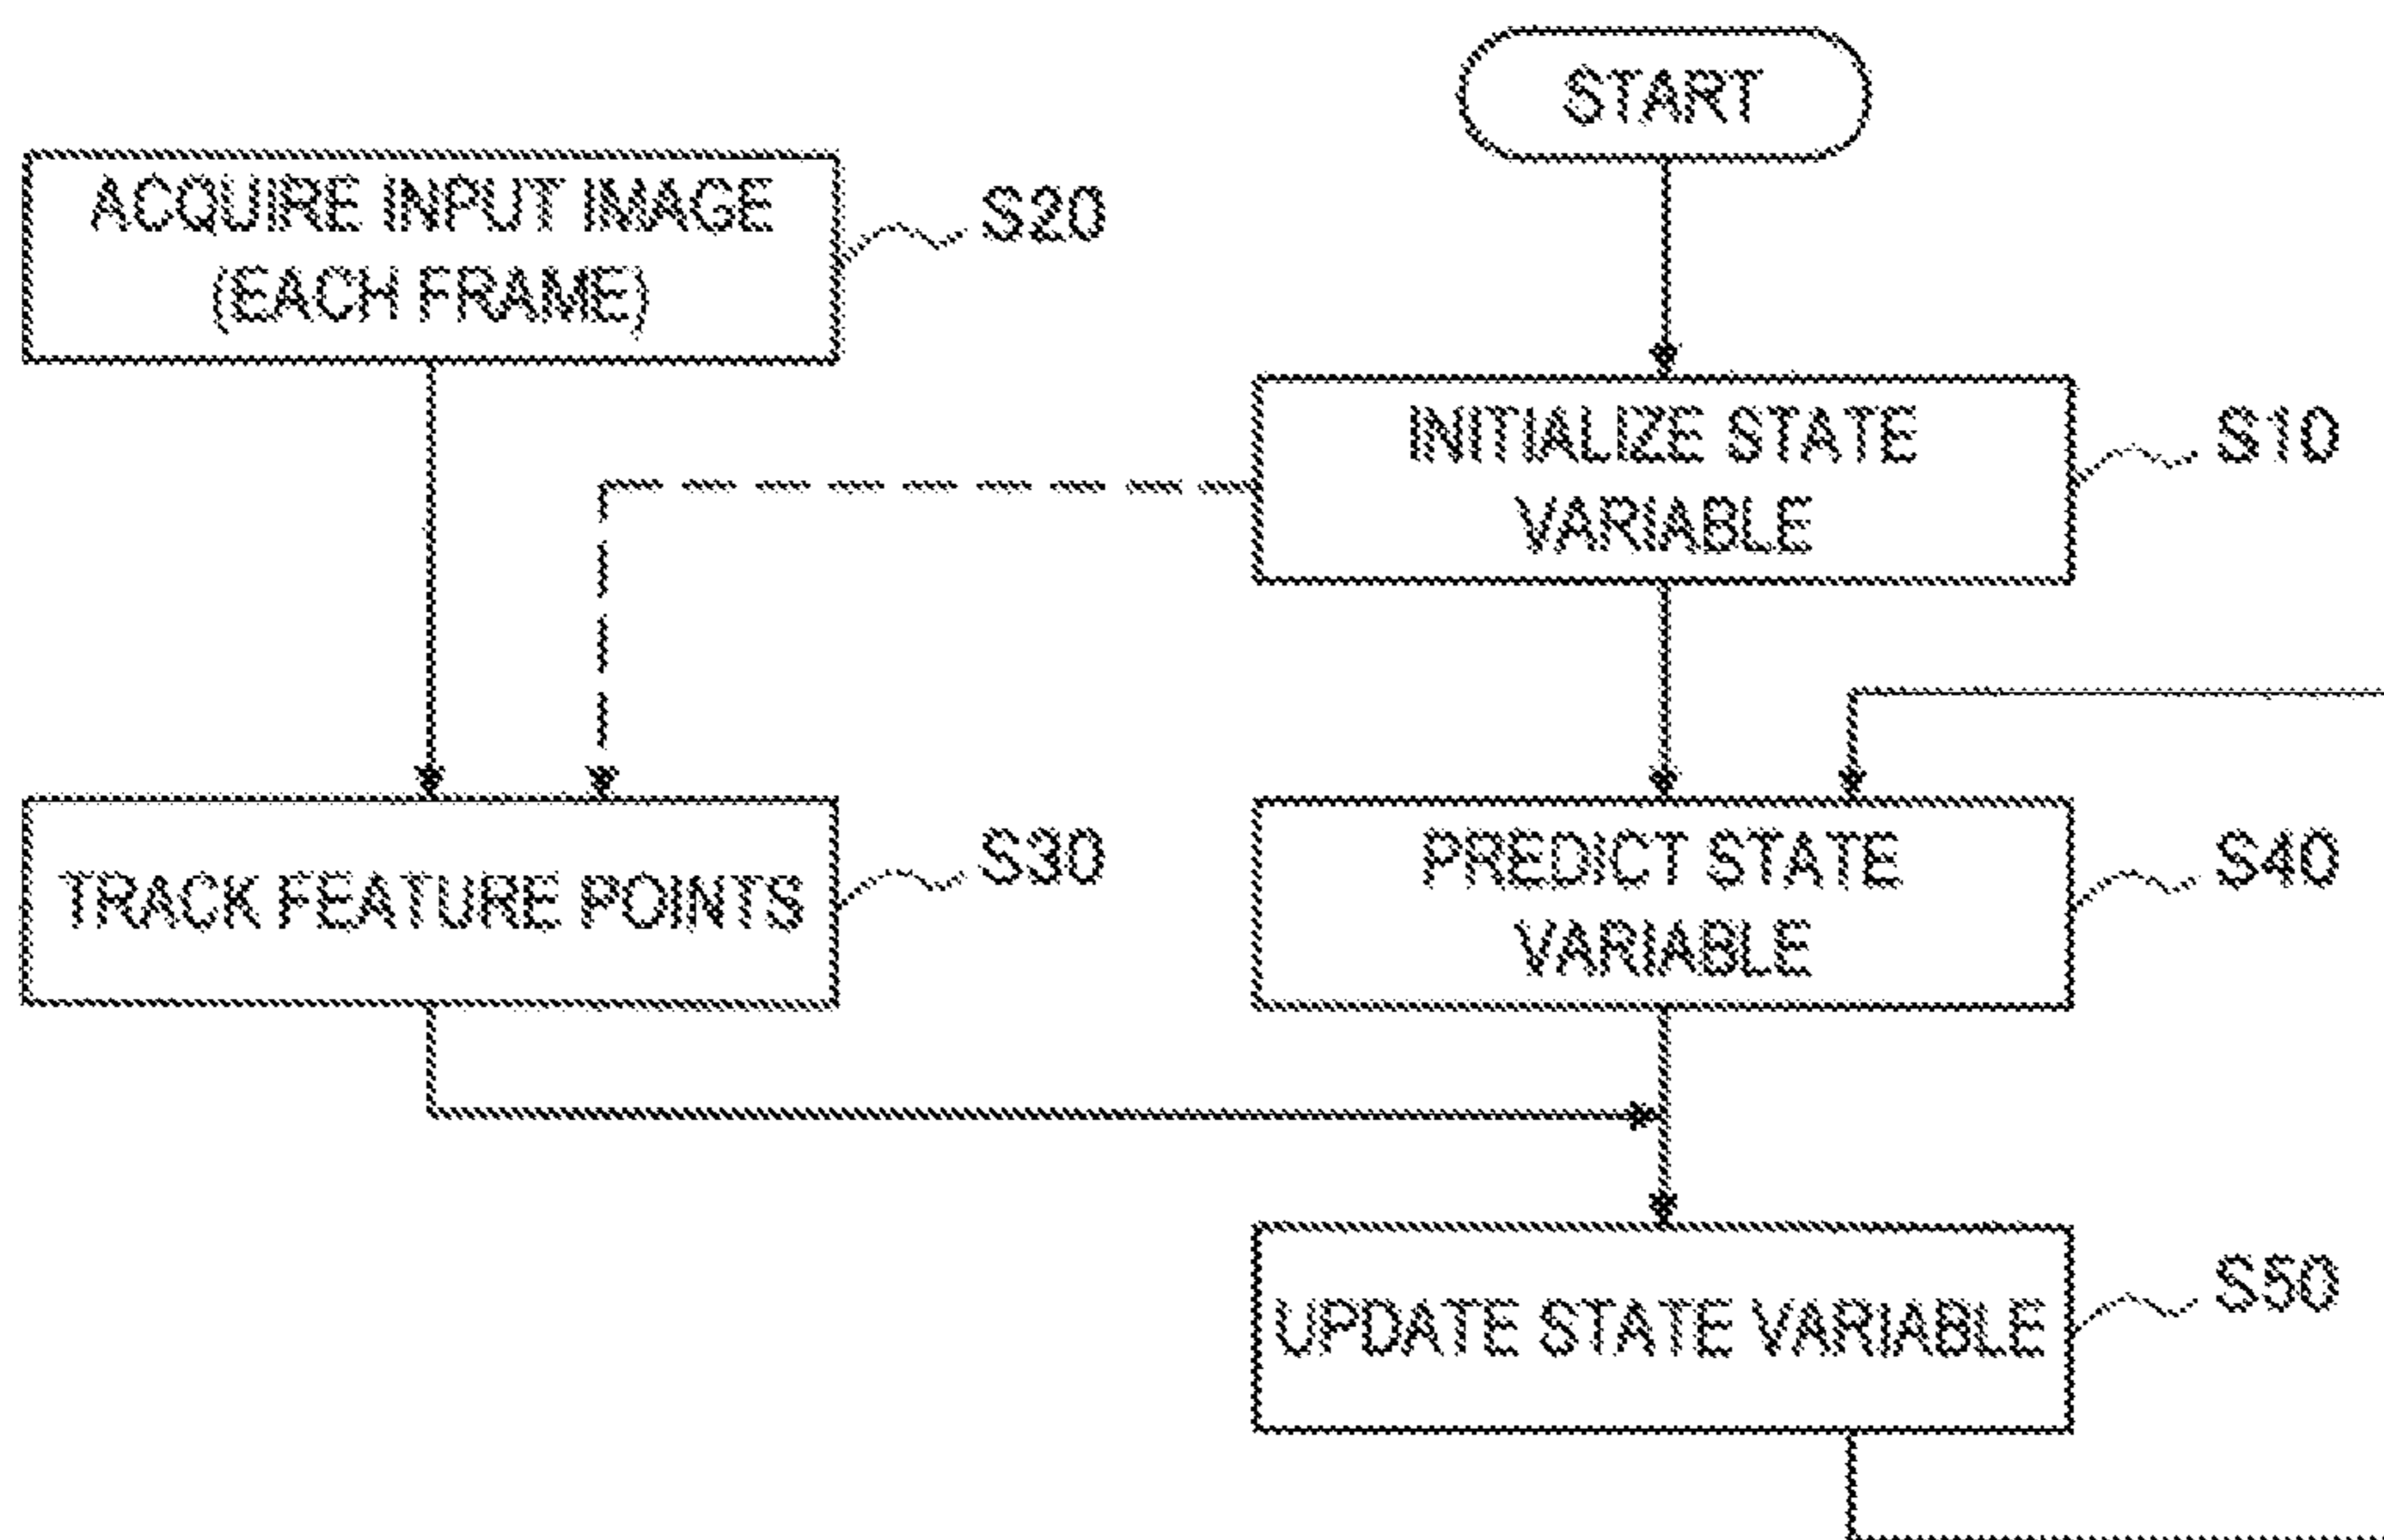 START
ACQUIRE INPUT IMAGE
(EACH FRAME)
S20
INITIALIZE STATE
VARIABLE
S10
TRACK FEATURE POINTS
S30
PREDICT STATE
VARIABLE
S40
UPDATE STATE VARIABLE
S50